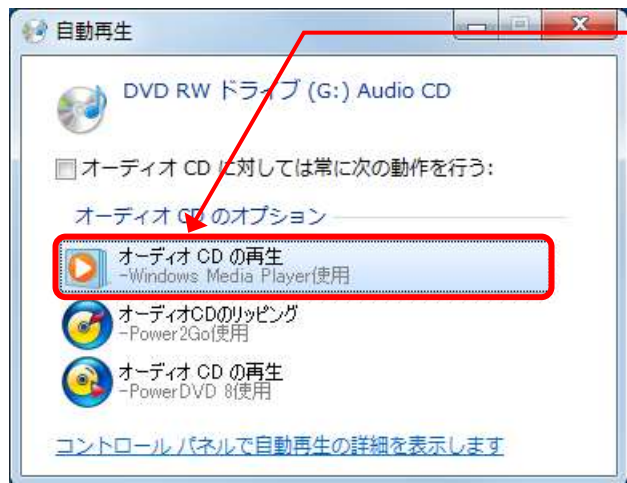 自動再生
DVD RW ドライブ (G:) Audio CD
オーディオ CD に対しては常に次の動作を行う:
オーディオ CD のオプション
オーディオ CD の再生
-Windows Media Player使用
オーディオCDのリッピング
-Power2Go使用
オーディオ CD の再生
-PowerDVD 8使用
コントロール パネルで自動再生の詳細を表示します